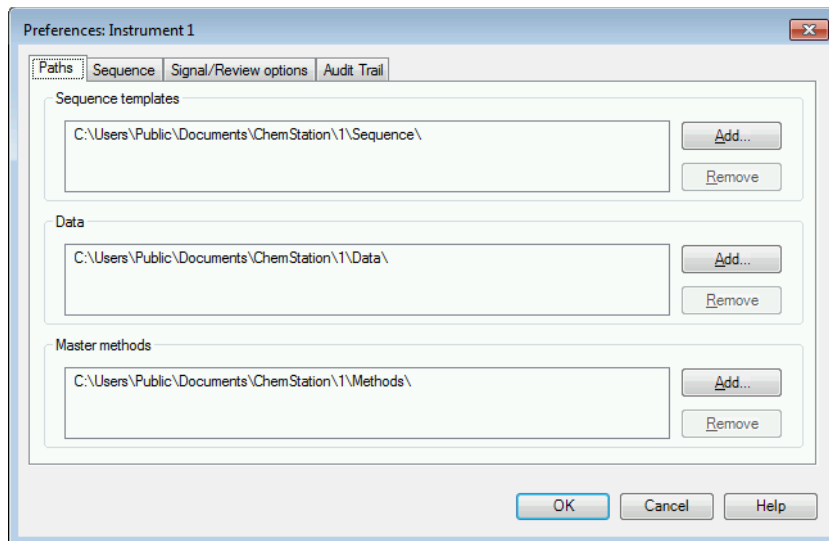 Preferences: Instrument 1
Paths Sequence Signal/Review options Audit Trail
Sequence templates
C:\Users\Public\Documents\ChemStation\1\Sequence\
Add...
Remove
Data
C:\Users\Public\Documents\ChemStation\1\Data\
Add...
Remove
Master methods
C:\Users\Public\Documents\ChemStation\1\Methods\
Add...
Remove
OK Cancel Help